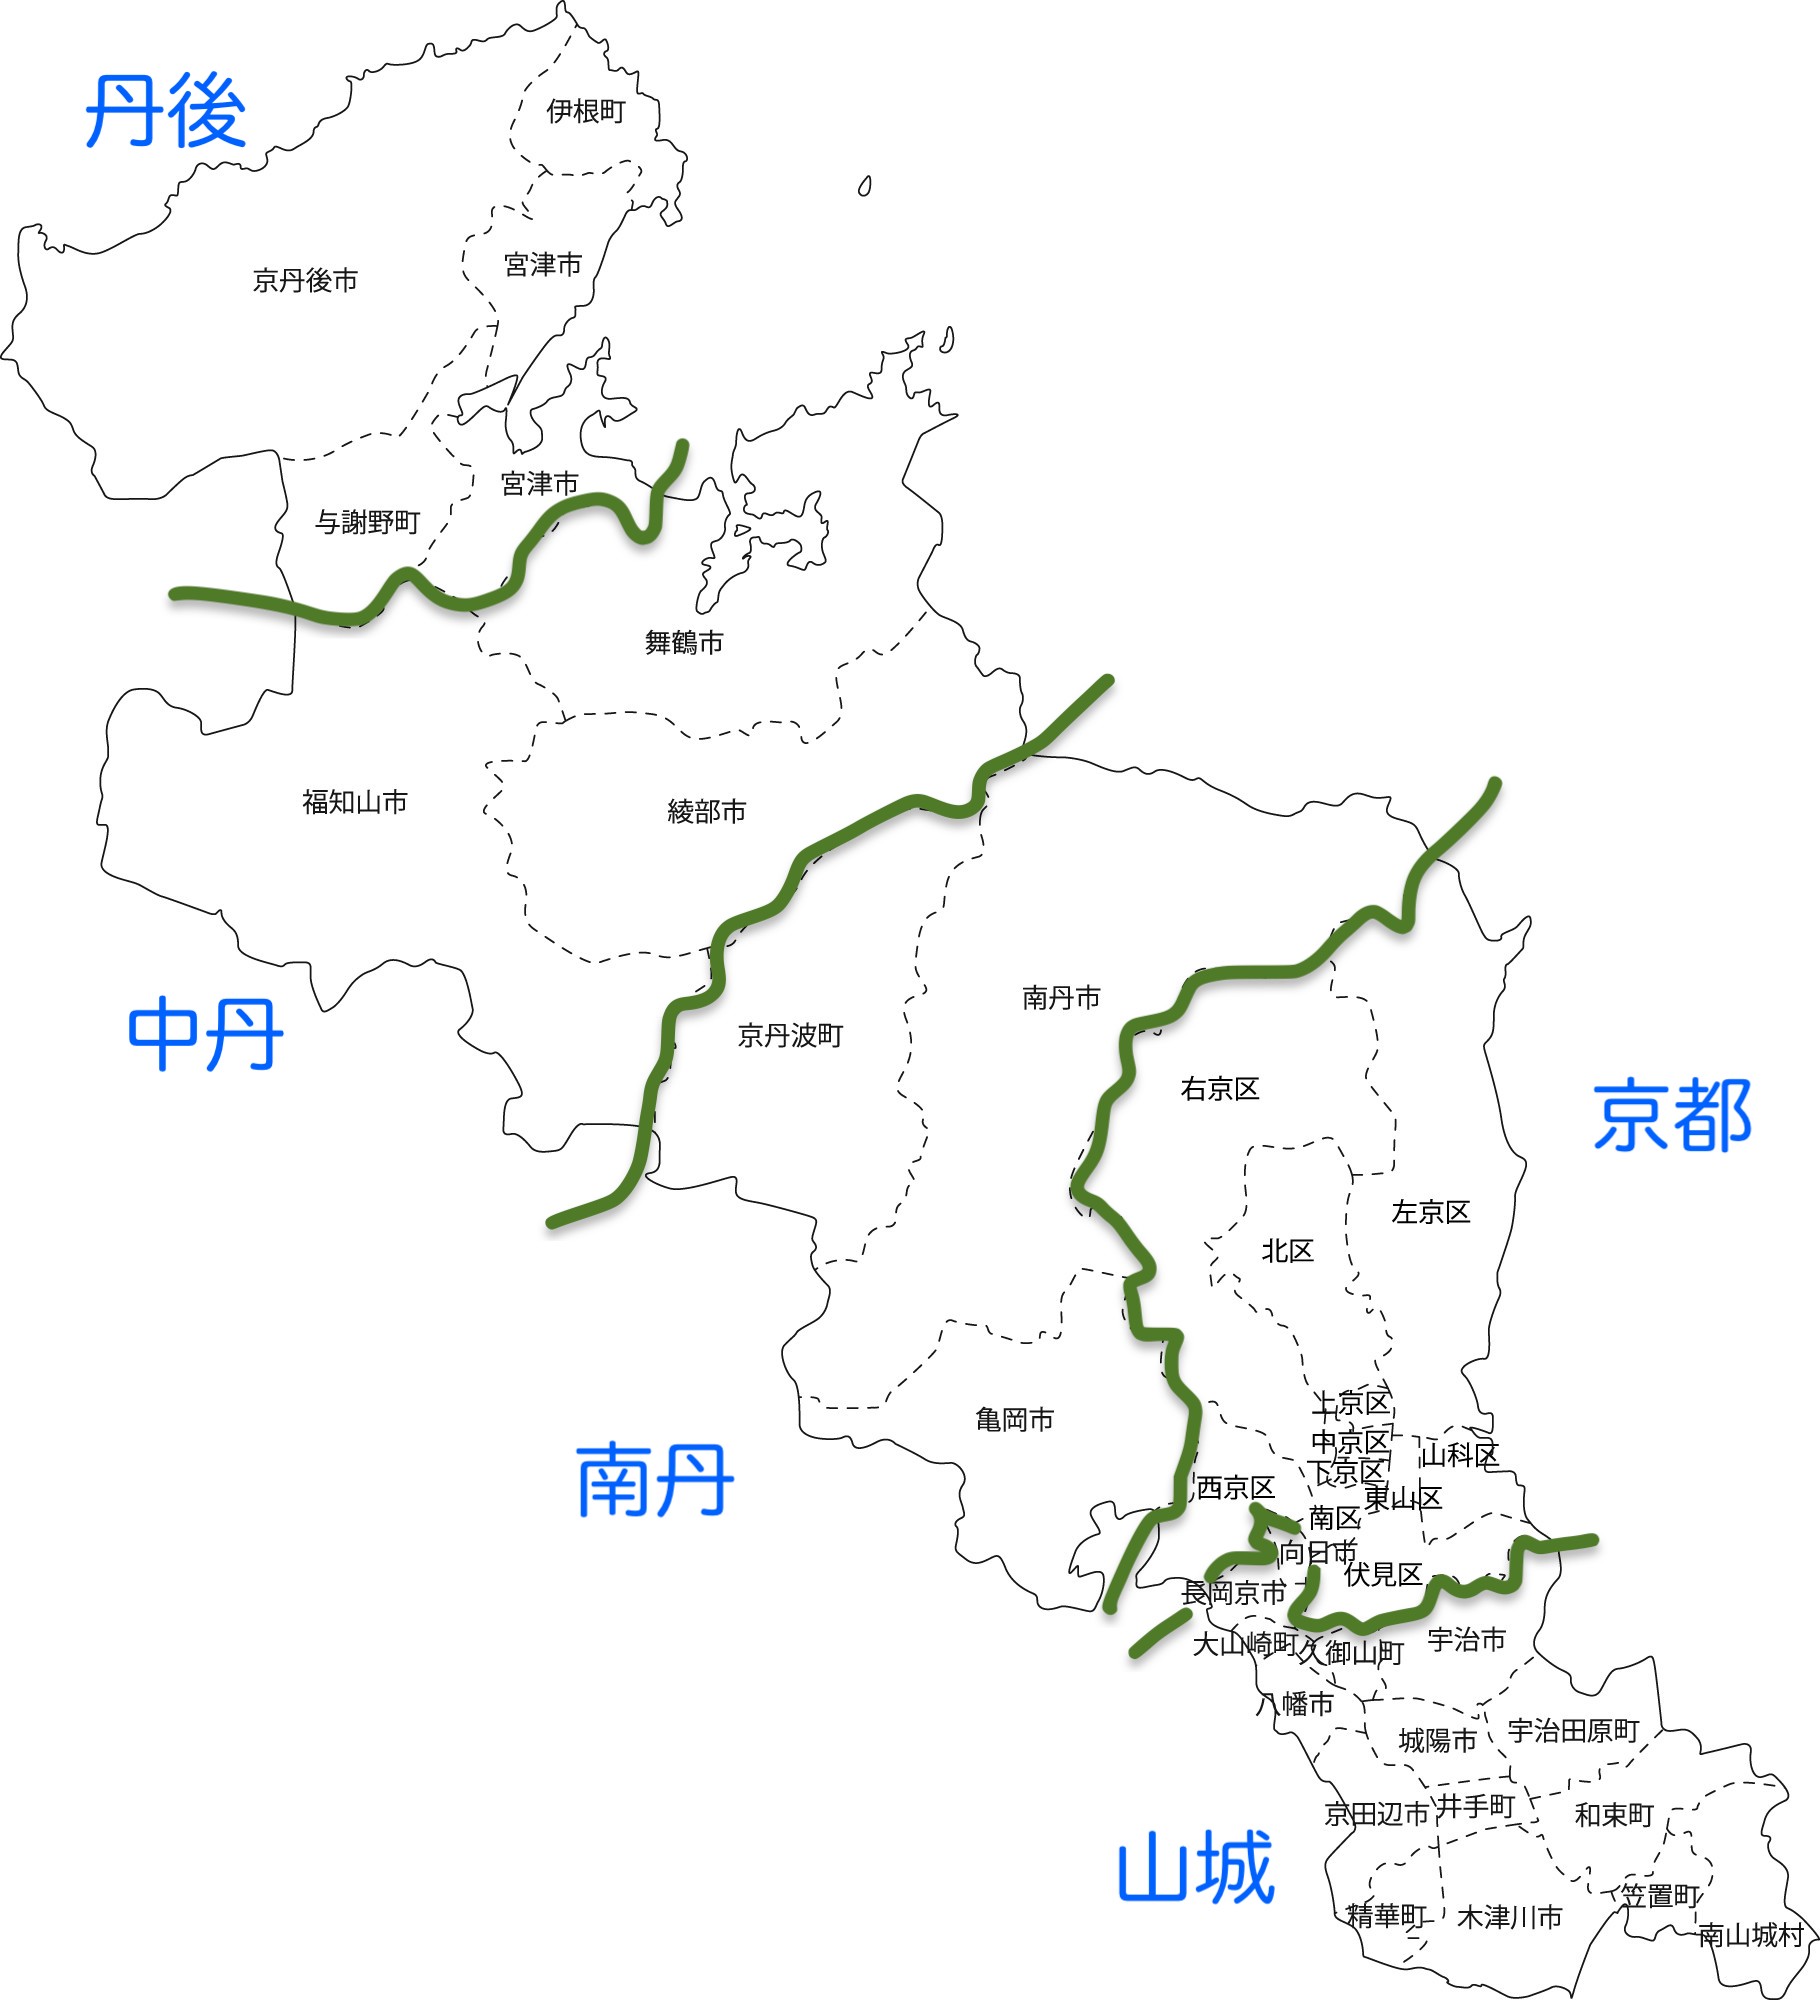 丹後
伊根町
宮津市
京丹後市
宮津市
与謝野町
舞鶴市
福知山市
綾部市
中丹
南丹市
京丹波町
右京区
京都
左京区
北区
亀岡市
南丹
上京区
中京区
山科区
下京区
西京区
東山区
南区
向日市
伏見区
長岡京市
大山崎町
久御山町
宇治市
八幡市
城陽市
宇治田原町
京田辺市
井手町
和束町
山城
笠置町
精華町
木津川市
南山城村